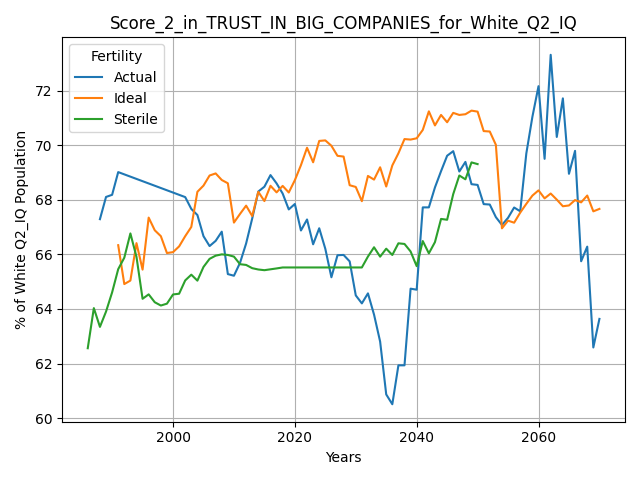 Score_2_in_TRUST_IN_BIG_COMPANIES_for_White_Q2_IQ
Fertility
Actual
Ideal
Sterile
% of White Q2_IQ Population
72
70
68
66
64
62
60
2000
2020
2040
2060
Years